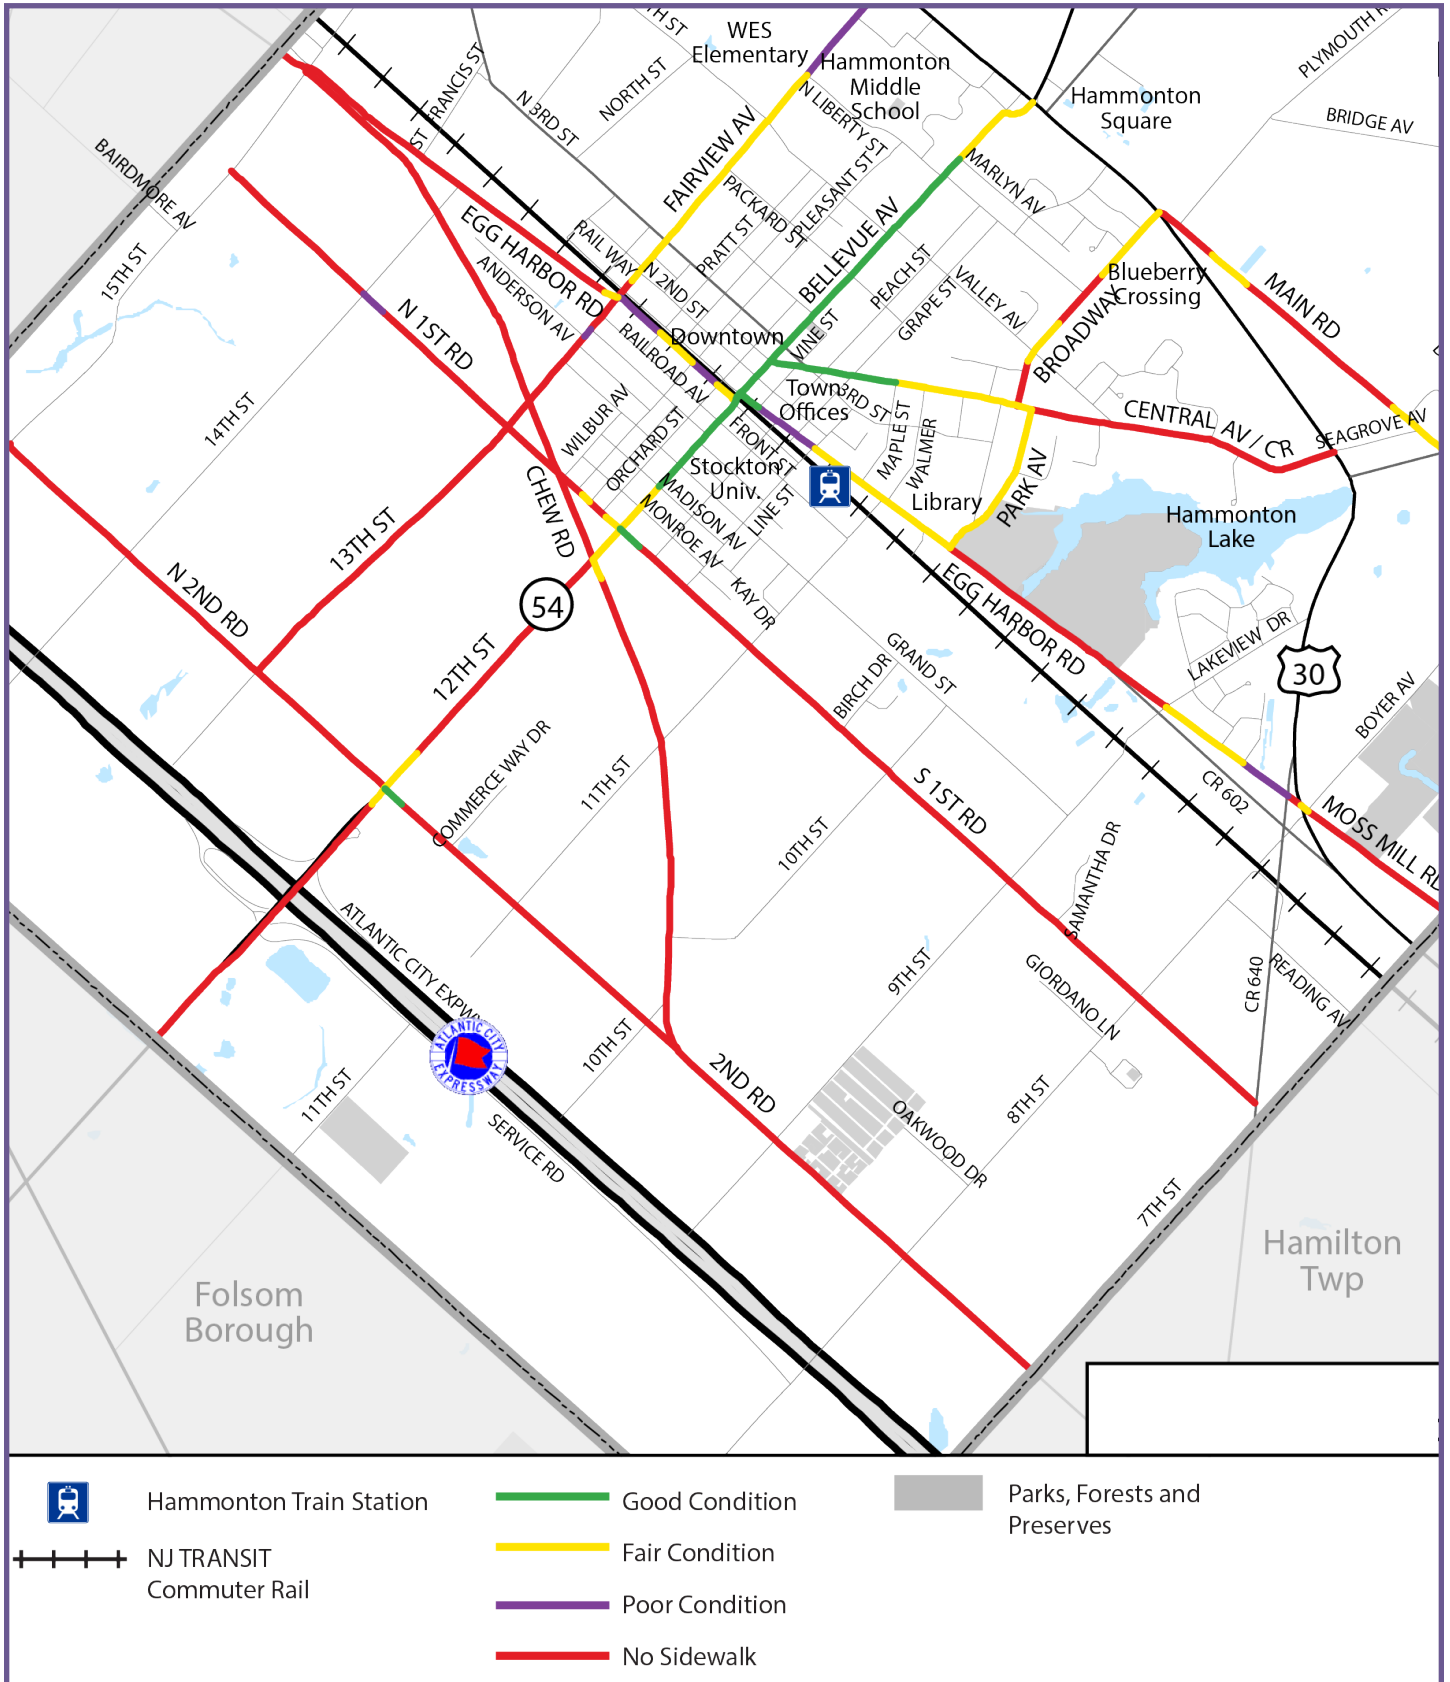 TH ST
WES
Elementary
Hammonton
Middle
School
PLYMOUTH R
Hammonton
Square
BRIDGE AV
ST FRANCIS ST
NORTH ST
N 3RD ST
N LIBERTY ST
FAIRVIEW AV
PACKARD ST
PLEASANT ST
MARLYN AV
BAIRDMORE AV
15TH ST
EGG HARBOR RD
RAIL WAY
N 2ND ST
PRATT ST
BELLEVUE AV
PEACH ST
GRAPE ST
VALLEY AV
Blueberry
Crossing
MAIN RD
ANDERSON AV
N 1ST RD
RAILROAD AV
Downtown
VINE ST
BROADWAY
Town
Offices
3RD ST
CENTRAL AV / CR
SEAGROVE AV
14TH ST
WILBUR AV
ORCHARD ST
FRONT ST
Stockton
Univ.
MAPLE ST
WALMER
MADISON AV
LINE ST
MONROE AV
Library
PARK AV
Hammonton
Lake
CHEW RD
13TH ST
N 2ND RD
54
KAY DR
EGG HARBOR RD
LAKEVIEW DR
30
12TH ST
GRAND ST
BIRCH DR
BOYER AV
COMMERCE WAY DR
11TH ST
S 1ST RD
CR 602
MOSS MILL RD
10TH ST
SAMANTHA DR
ATLANTIC CITY EXPWY
9TH ST
GIORDANO LN
CR 640
READING AV
ATLANTIC CITY
EXPRESSWAY
10TH ST
2ND RD
11TH ST
SERVICE RD
OAKWOOD DR
8TH ST
7TH ST
Folsom
Borough
Hamilton
Twp
Hammonton Train Station
NJ TRANSIT
Commuter Rail
Good Condition
Fair Condition
Poor Condition
No Sidewalk
Parks, Forests and
Preserves